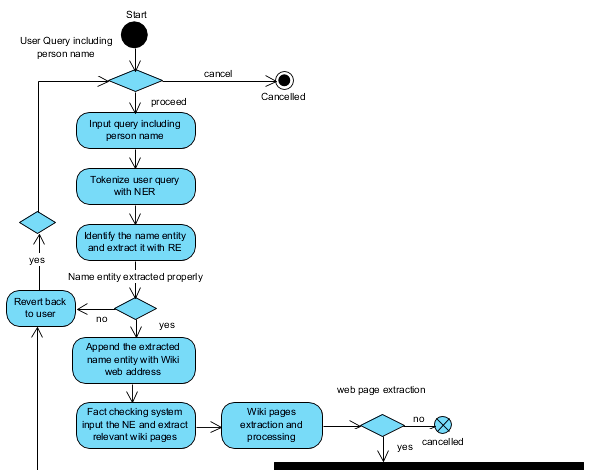 Start
User Query including
person name
cancel
Cancelled
proceed
Input query including
person name
Tokenize user query
with NER
Identify the name entity
and extract it with RE
yes
Name entity extracted properly
Revert back
to user
no
yes
Append the extracted
name entity with Wiki
web address
Fact checking system
input the NE and extract
relevant wiki pages
Wiki pages
extraction and
processing
web page extraction
no
cancelled
yes